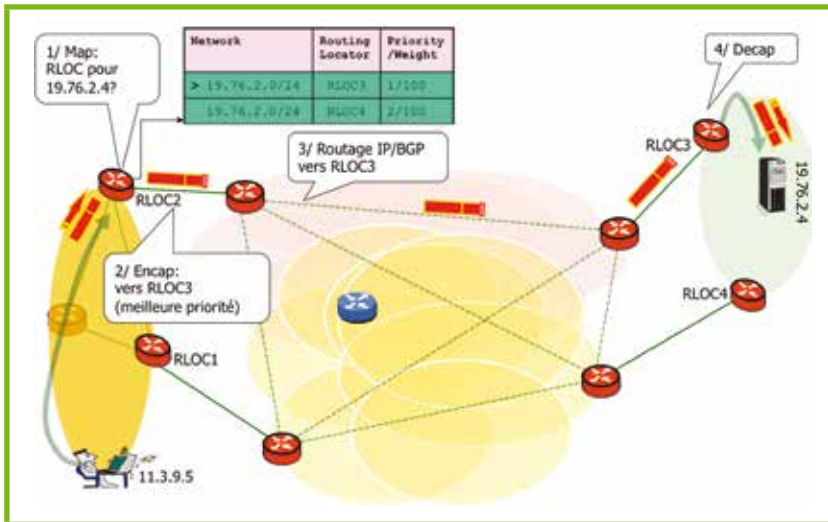 1/ Map:
RLOC pour
19.76.2.4?
Network Routing Locator Priority /Weight
> 19.76.2.0/24 RLOC3 1/100
19.76.2.0/24 RLOC4 2/100
4/ Decap
3/ Routage IP/BGP
vers RLOC3
RLOC3
19.76.2.4
RLOC2
2/ Encap:
vers RLOC3
(meilleure priorité)
RLOC4
RLOC1
11.3.9.5